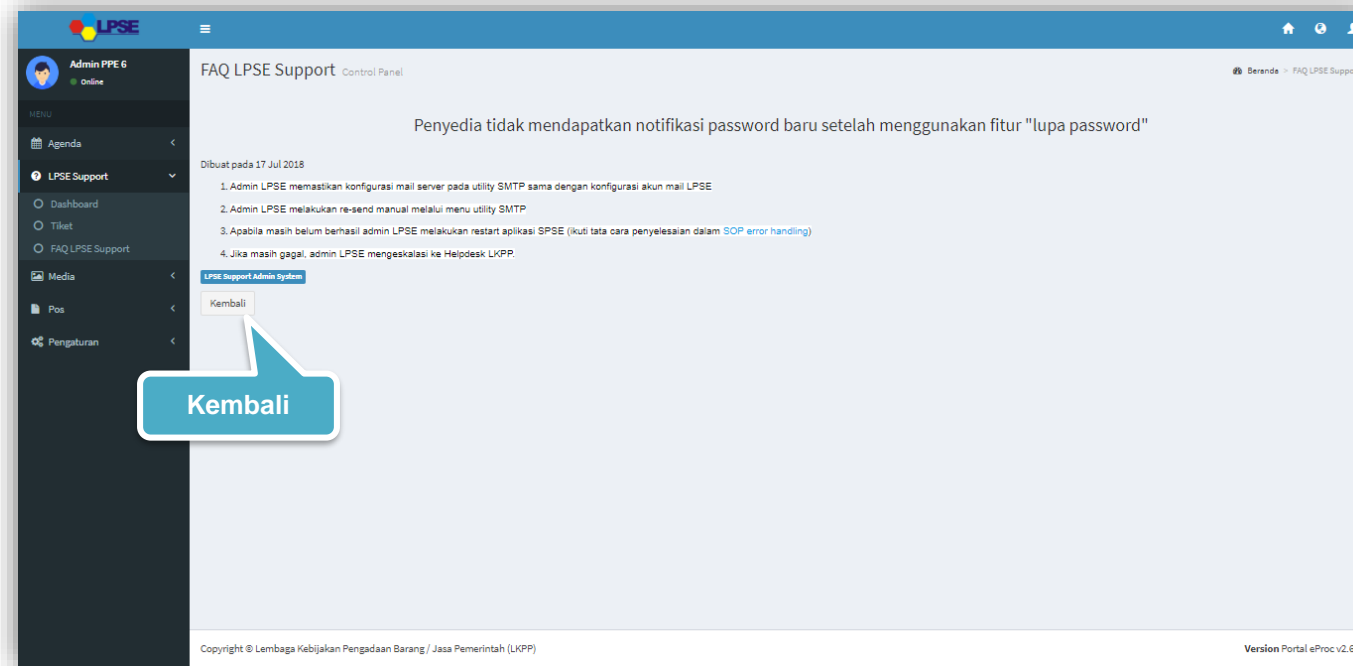 LPSE
Admin PPE 6
Online
MENU
Agenda
LPSE Support
Dashboard
Tiket
FAQ LPSE Support
Media
Pos
Pengaturan
FAQ LPSE Support Control Panel
Beranda > FAQ LPSE Suppo
Penyedia tidak mendapatkan notifikasi password baru setelah menggunakan fitur "lupa password"
Dibuat pada 17 Jul 2018
1. Admin LPSE memastikan konfigurasi mail server pada utility SMTP sama dengan konfigurasi akun mail LPSE
2. Admin LPSE melakukan re-send manual melalui menu utility SMTP
3. Apabila masih belum berhasil admin LPSE melakukan restart aplikasi SPSE (ikuti tata cara penyelesaian dalam SOP error handling)
4. Jika masih gagal, admin LPSE mengeskalasi ke Helpdesk LKPP.
LPSE Support Admin System
Kembali
Kembali
Copyright © Lembaga Kebijakan Pengadaan Barang / Jasa Pemerintah (LKPP)
Version Portal eProc v2.6